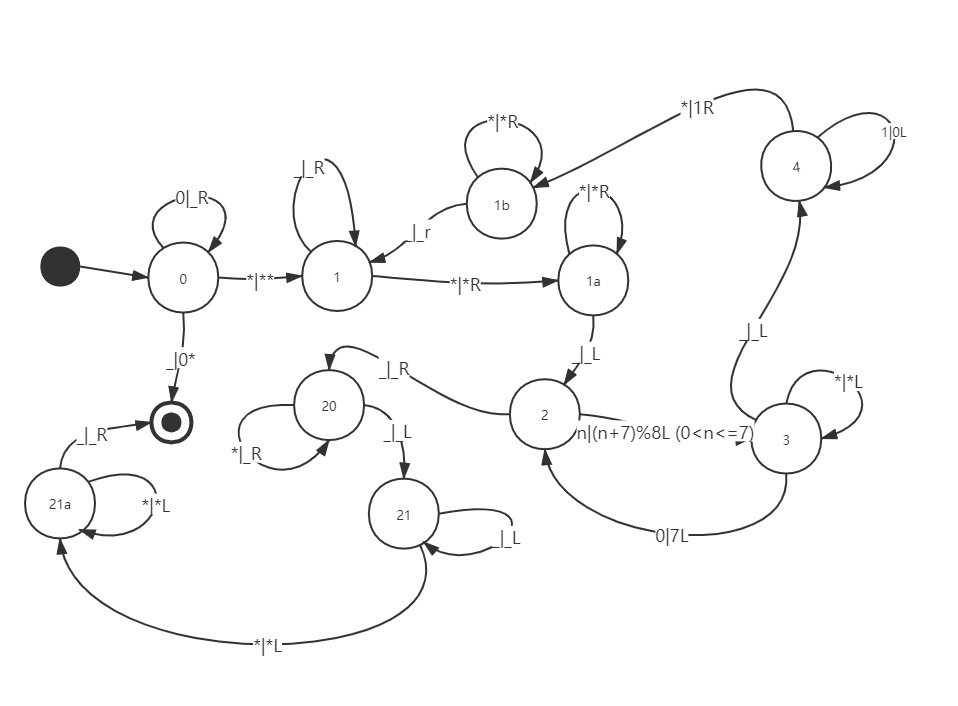 *|1R
*|*R
1|0L
4
_|_R
*|*R
0|_R
1b
_|_r
0
*|**
1
*|*R
1a
_|0*
_|_L
_|_L
_|_R
*|*L
20
2
n|(n+7)%8L (0<n<=7)
3
_|_R
_|_L
*|_R
21a
*|*L
21
_|_L
0|7L
*|*L